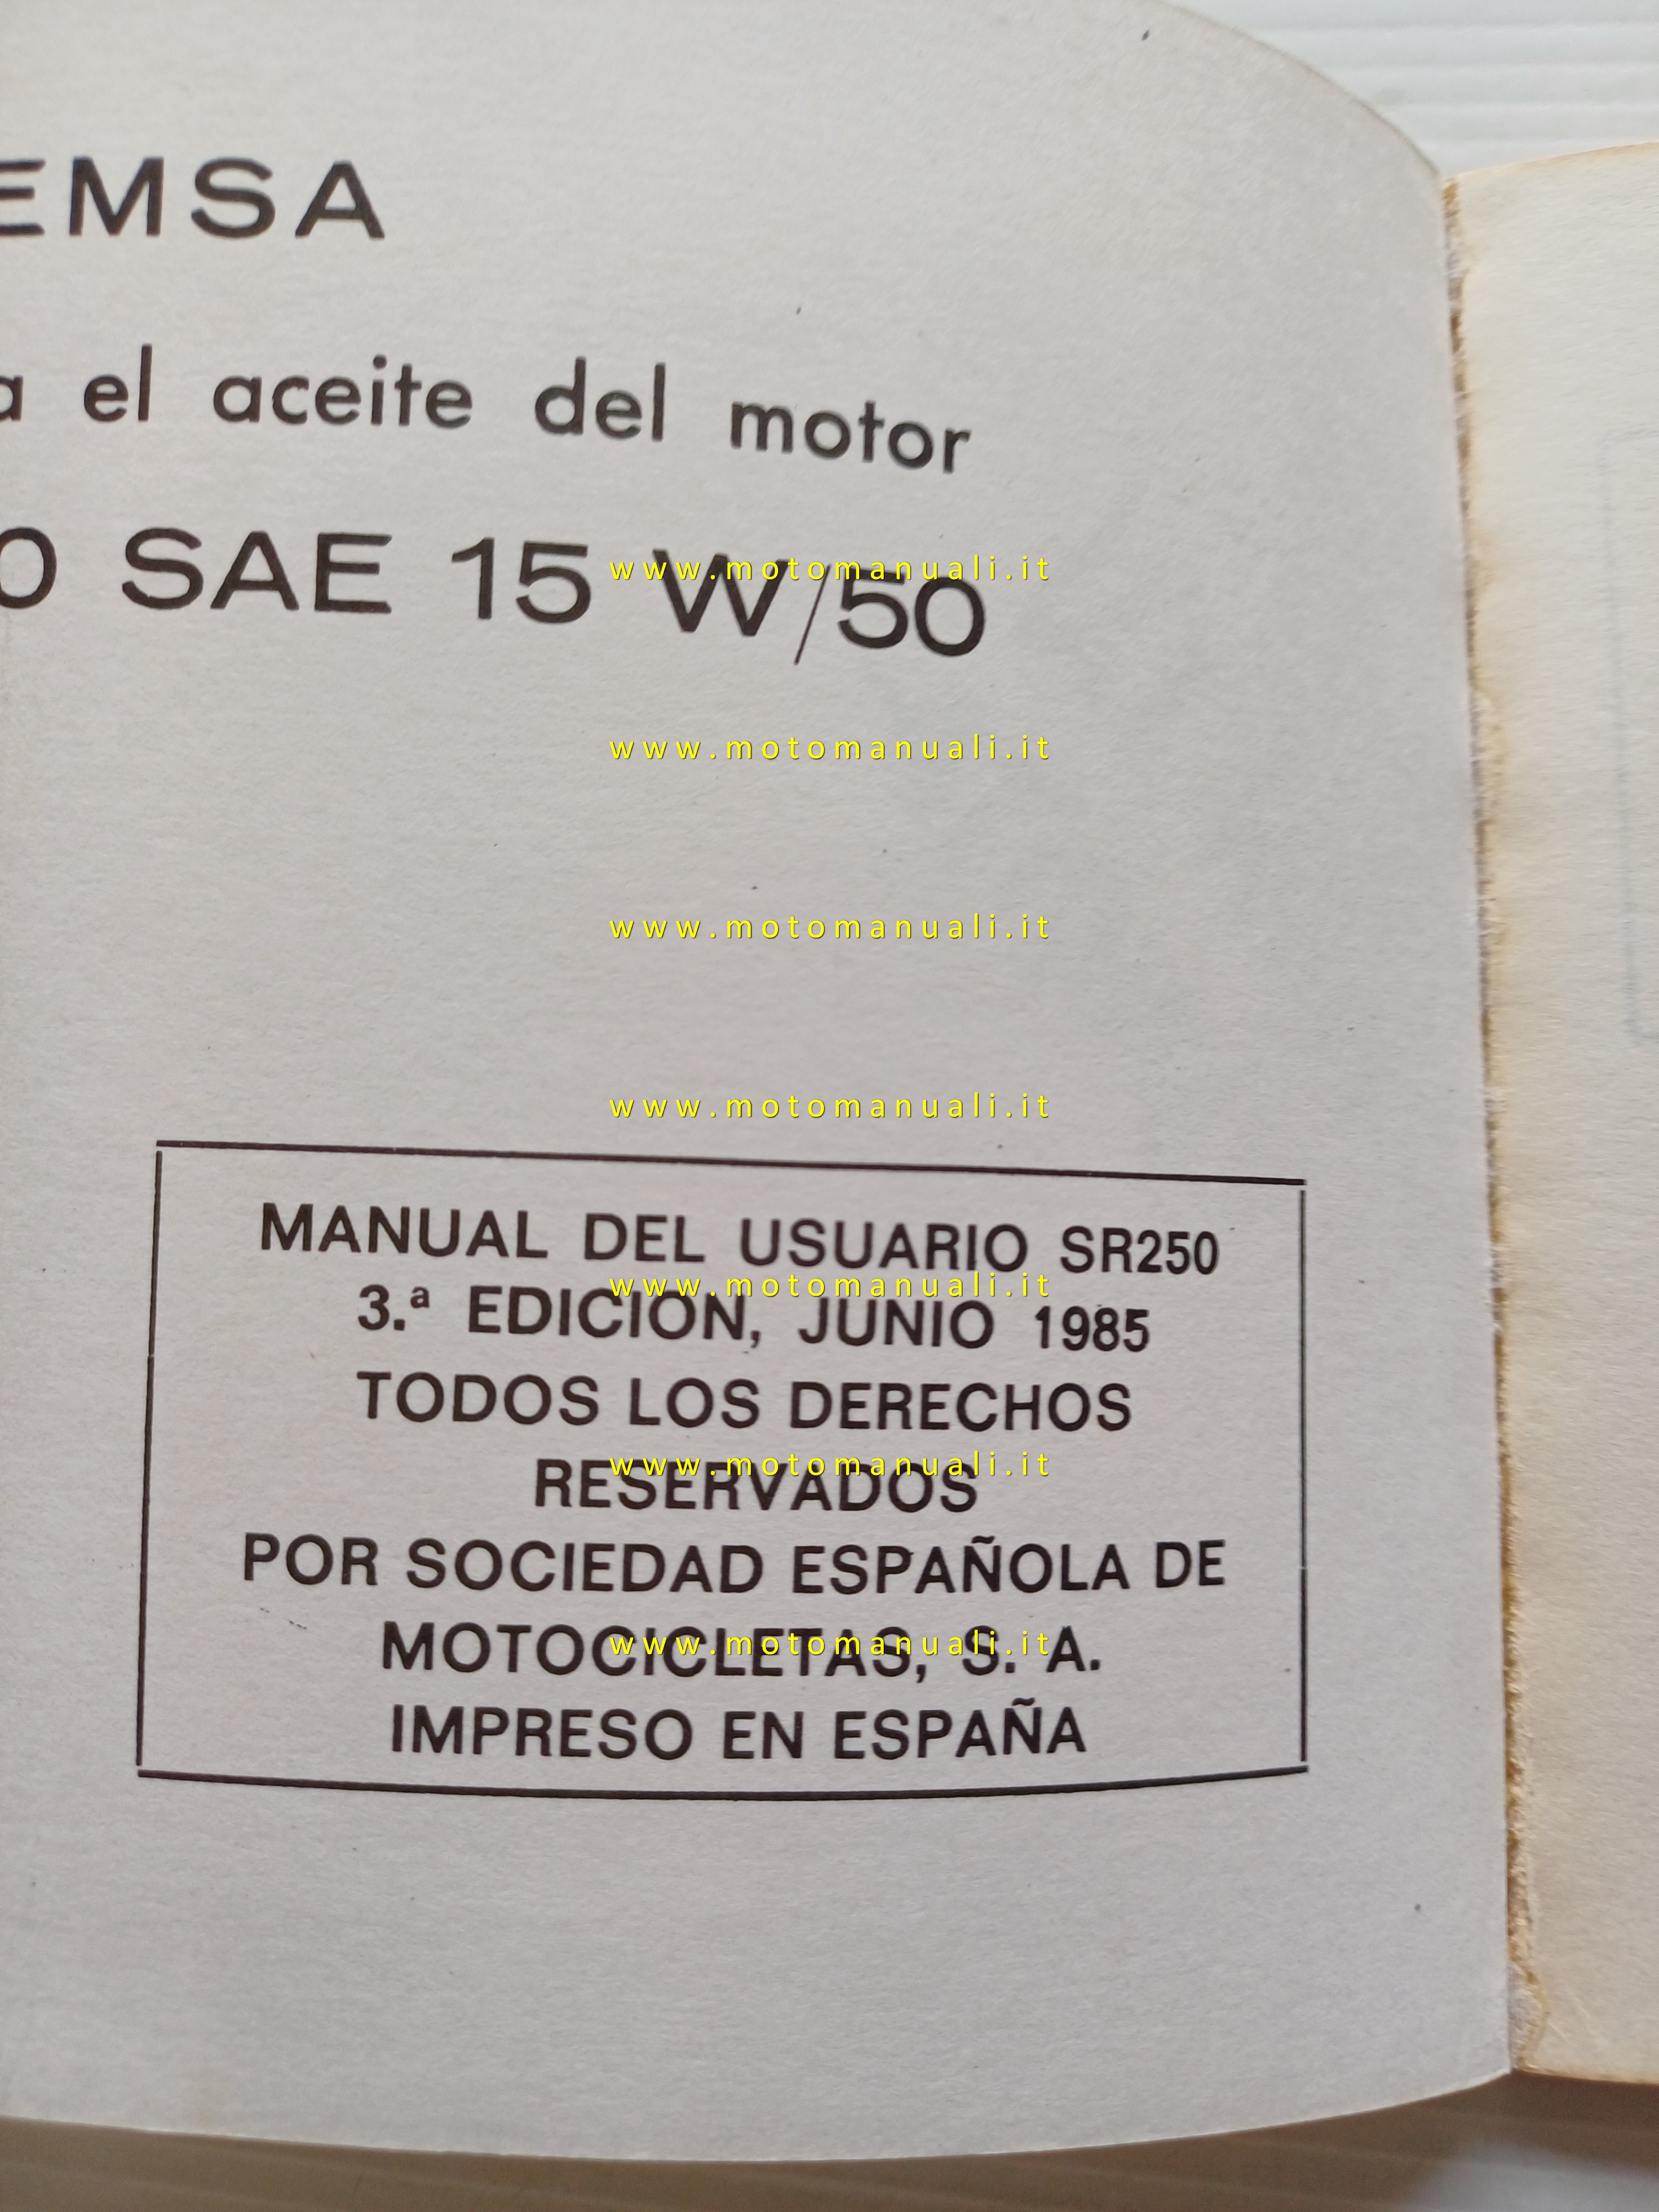 EMSA
a el aceite del motor
0 SAE 15 W/50
www.motomanuali.it
www.motomanuali.it
www.motomanuali.it
www.motomanuali.it
MANUAL DEL USUARIO SR250
www.motomanuali.it
3.ª EDICION, JUNIO 1985
TODOS LOS DERECHOS
www.motomanuali.it
RESERVADOS
POR SOCIEDAD ESPAÑOLA DE
www.motomanuali.it
MOTOCICLETAS, S. A.
IMPRESO EN ESPAÑA